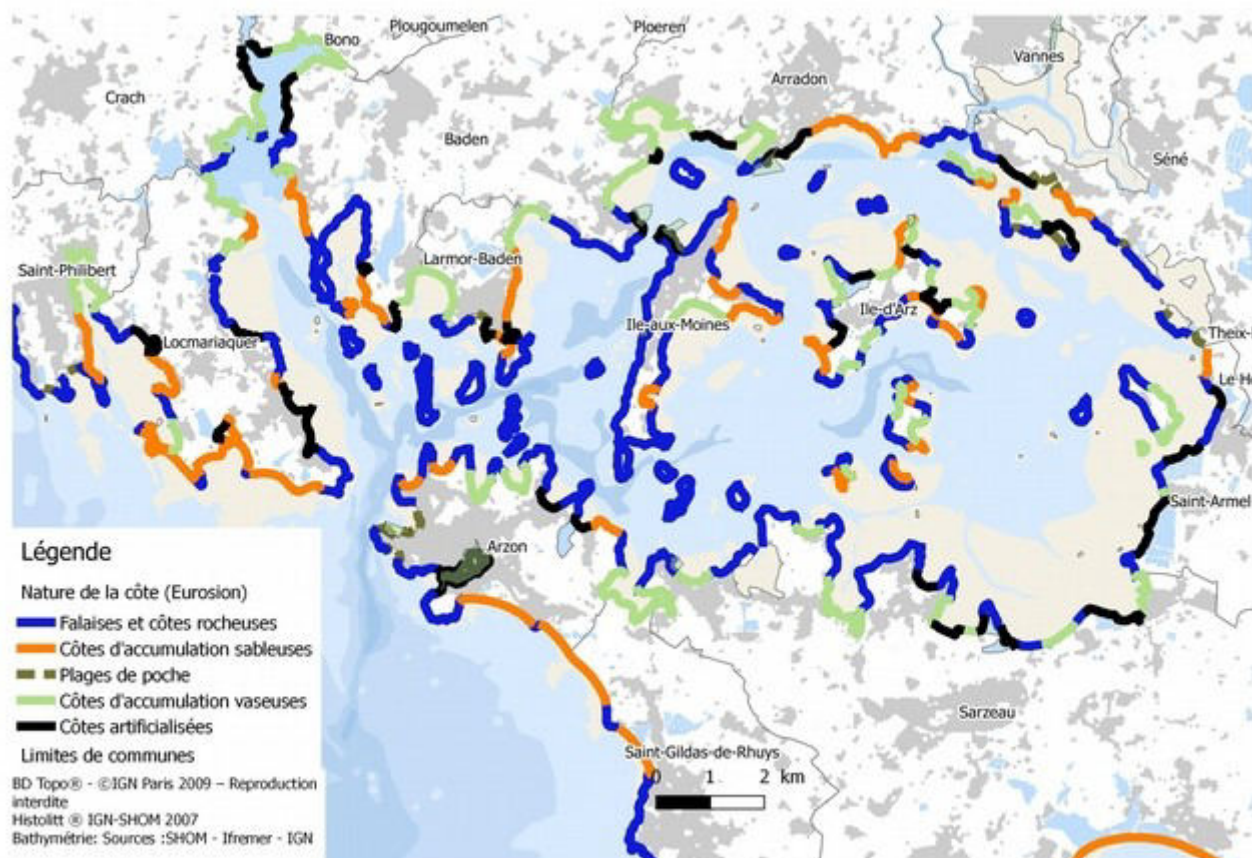 Bono
Plougoumelen
Ploeren
Vannes
Arradon
Crach
Baden
Séné
Saint-Philibert
Larmor-Baden
Ile-d'Arz
Ile-aux-Moines
Locmariaquer
Theix-
Le H
Saint-Armel
Arzon
Sarzeau
Saint-Gildas-de-Rhuys
0 1 2 km
Légende
Nature de la côte (Eurosion)
Falaises et côtes rocheuses
Côtes d'accumulation sableuses
Plages de poche
Côtes d'accumulation vaseuses
Côtes artificialisées
Limites de communes
BD Topo® - ©IGN Paris 2009 – Reproduction
interdite
Histolitt ® IGN-SHOM 2007
Bathymétrie: Sources :SHOM - Ifremer - IGN